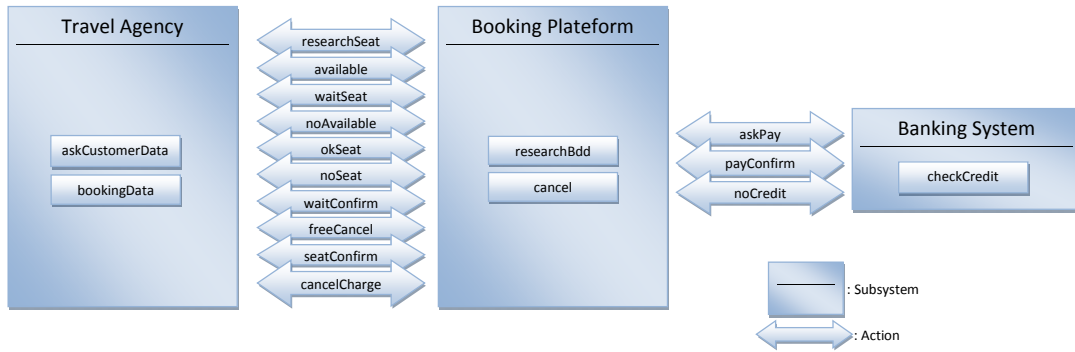 Travel Agency
askCustomerData
bookingData
researchSeat
available
waitSeat
noAvailable
okSeat
noSeat
waitConfirm
freeCancel
seatConfirm
cancelCharge
Booking Plateform
researchBdd
cancel
askPay
payConfirm
noCredit
Banking System
checkCredit
: Subsystem
: Action